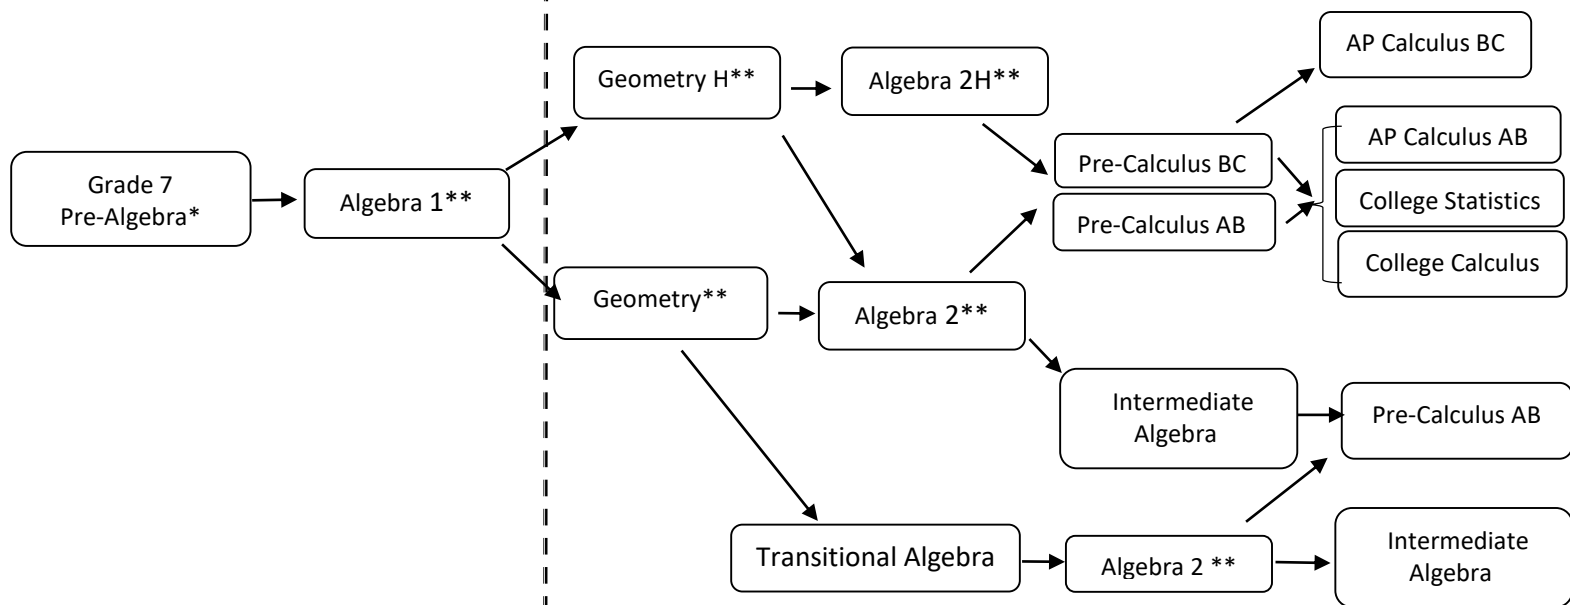 Grade 7
Pre-Algebra*
Algebra 1**
Geometry H**
Algebra 2H**
Geometry**
Algebra 2**
Pre-Calculus BC
Pre-Calculus AB
AP Calculus BC
AP Calculus AB
College Statistics
College Calculus
Intermediate
Algebra
Pre-Calculus AB
Transitional Algebra
Algebra 2 **
Intermediate
Algebra